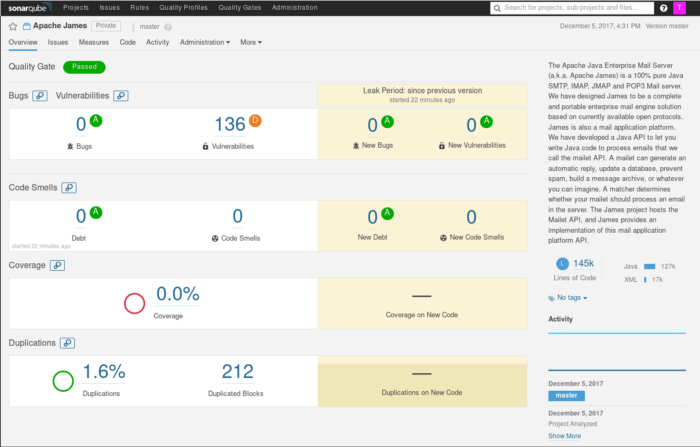 sonarqube Projects Issues Rules Quality Profiles Quality Gates Administration Search for projects, sub-projects and files... ? T
Apache James Private master ? December 5, 2017, 4:31 PM Version master
Overview Issues Measures Code Activity Administration More
Quality Gate Passed
Bugs Vulnerabilities
Leak Period: since previous version
started 22 minutes ago
0 A 136 D 0 A 0 A
Bugs Vulnerabilities New Bugs New Vulnerabilities
Code Smells
0 A 0 0 A 0
Debt Code Smells New Debt New Code Smells
started 22 minutes ago
Coverage
0.0%
Coverage Coverage on New Code
Duplications
1.6% 212
Duplications Duplicated Blocks Duplications on New Code
The Apache Java Enterprise Mail Server
(a.k.a. Apache James) is a 100% pure Java
SMTP, IMAP, JMAP and POP3 Mail server.
We have designed James to be a complete
and portable enterprise mail engine solution
based on currently available open protocols.
James is also a mail application platform.
We have developed a Java API to let you
write Java code to process emails that we
call the mailet API. A mailet can generate an
automatic reply, update a database, prevent
spam, build a message archive, or whatever
you can imagine. A matcher determines
whether your mailet should process an email
in the server. The James project hosts the
Mailet API, and James provides an
implementation of this mail application
platform API.
L 145k Java 127k
Lines of Code XML 17k
No tags
Activity
December 5, 2017
master
December 5, 2017
Project Analyzed
Show More